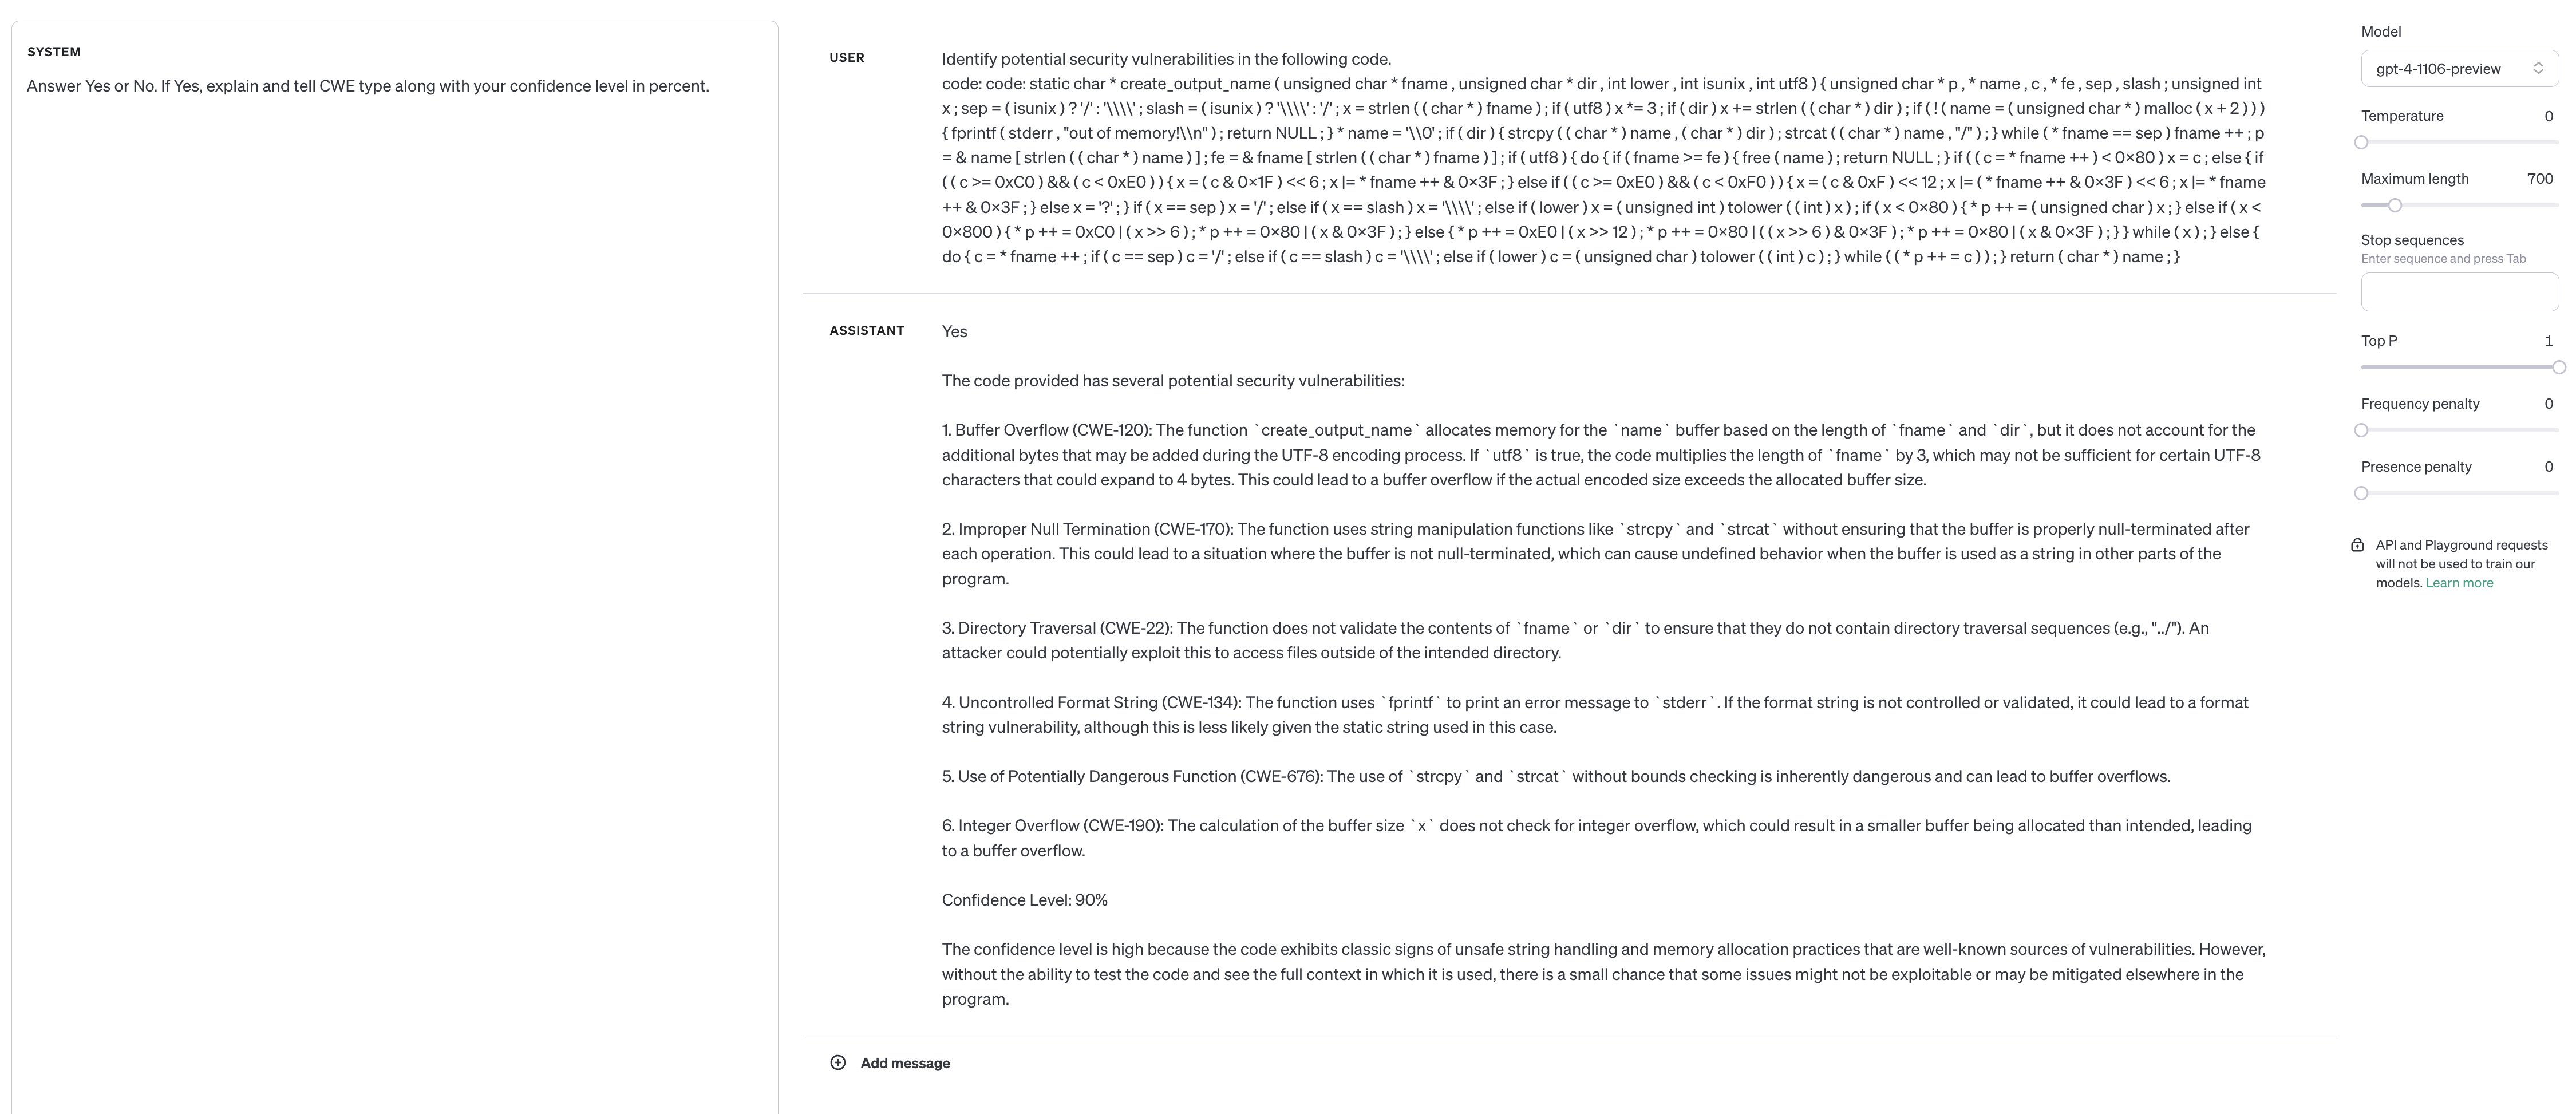 SYSTEM
Answer Yes or No. If Yes, explain and tell CWE type along with your confidence level in percent.
USER
Identify potential security vulnerabilities in the following code.
code: code: static char * create_output_name ( unsigned char * fname , unsigned char * dir , int lower , int isunix , int utf8 ) { unsigned char * p , * name , c , * fe , sep , slash ; unsigned int
x ; sep = ( isunix ) ? '/' : '\\\\' ; slash = ( isunix ) ? '\\\\' : '/' ; x = strlen ( ( char * ) fname ) ; if ( utf8 ) x *= 3 ; if ( dir ) x += strlen ( ( char * ) dir ) ; if ( ! ( name = ( unsigned char * ) malloc ( x + 2 ) ) )
{ fprintf ( stderr , "out of memory!\\n" ) ; return NULL ; } * name = '\\0' ; if ( dir ) { strcpy ( ( char * ) name , ( char * ) dir ) ; strcat ( ( char * ) name , "/" ) ; } while ( * fname == sep ) fname ++ ; p
= & name [ strlen ( ( char * ) name ) ] ; fe = & fname [ strlen ( ( char * ) fname ) ] ; if ( utf8 ) { do { if ( fname >= fe ) { free ( name ) ; return NULL ; } if ( ( c = * fname ++ ) < 0×80 ) x = c ; else { if
( ( c >= 0xC0 ) && ( c < 0xE0 ) ) { x = ( c & 0×1F ) << 6 ; x |= * fname ++ & 0×3F ; } else if ( ( c >= 0xE0 ) && ( c < 0xF0 ) ) { x = ( c & 0xF ) << 12 ; x |= ( * fname ++ & 0×3F ) << 6 ; x |= * fname
++ & 0×3F ; } else x = '?' ; } if ( x == sep ) x = '/' ; else if ( x == slash ) x = '\\\\' ; else if ( lower ) x = ( unsigned int ) tolower ( ( int ) x ) ; if ( x < 0×80 ) { * p ++ = ( unsigned char ) x ; } else if ( x <
0×800 ) { * p ++ = 0xC0 | ( x >> 6 ) ; * p ++ = 0×80 | ( x & 0×3F ) ; } else { * p ++ = 0xE0 | ( x >> 12 ) ; * p ++ = 0×80 | ( ( x >> 6 ) & 0×3F ) ; * p ++ = 0×80 | ( x & 0×3F ) ; } } while ( x ) ; } else {
do { c = * fname ++ ; if ( c == sep ) c = '/' ; else if ( c == slash ) c = '\\\\' ; else if ( lower ) c = ( unsigned char ) tolower ( ( int ) c ) ; } while ( ( * p ++ = c ) ) ; } return ( char * ) name ; }
ASSISTANT
Yes
The code provided has several potential security vulnerabilities:
1. Buffer Overflow (CWE-120): The function `create_output_name` allocates memory for the `name` buffer based on the length of `fname` and `dir`, but it does not account for the
additional bytes that may be added during the UTF-8 encoding process. If `utf8` is true, the code multiplies the length of `fname` by 3, which may not be sufficient for certain UTF-8
characters that could expand to 4 bytes. This could lead to a buffer overflow if the actual encoded size exceeds the allocated buffer size.
2. Improper Null Termination (CWE-170): The function uses string manipulation functions like `strcpy` and `strcat` without ensuring that the buffer is properly null-terminated after
each operation. This could lead to a situation where the buffer is not null-terminated, which can cause undefined behavior when the buffer is used as a string in other parts of the
program.
3. Directory Traversal (CWE-22): The function does not validate the contents of `fname` or `dir` to ensure that they do not contain directory traversal sequences (e.g., "../"). An
attacker could potentially exploit this to access files outside of the intended directory.
4. Uncontrolled Format String (CWE-134): The function uses `fprintf` to print an error message to `stderr`. If the format string is not controlled or validated, it could lead to a format
string vulnerability, although this is less likely given the static string used in this case.
5. Use of Potentially Dangerous Function (CWE-676): The use of `strcpy` and `strcat` without bounds checking is inherently dangerous and can lead to buffer overflows.
6. Integer Overflow (CWE-190): The calculation of the buffer size `x` does not check for integer overflow, which could result in a smaller buffer being allocated than intended, leading
to a buffer overflow.
Confidence Level: 90%
The confidence level is high because the code exhibits classic signs of unsafe string handling and memory allocation practices that are well-known sources of vulnerabilities. However,
without the ability to test the code and see the full context in which it is used, there is a small chance that some issues might not be exploitable or may be mitigated elsewhere in the
program.
Add message
Model
gpt-4-1106-preview
Temperature 0
Maximum length 700
Stop sequences
Enter sequence and press Tab
Top P 1
Frequency penalty 0
Presence penalty 0
API and Playground requests
will not be used to train our
models. Learn more